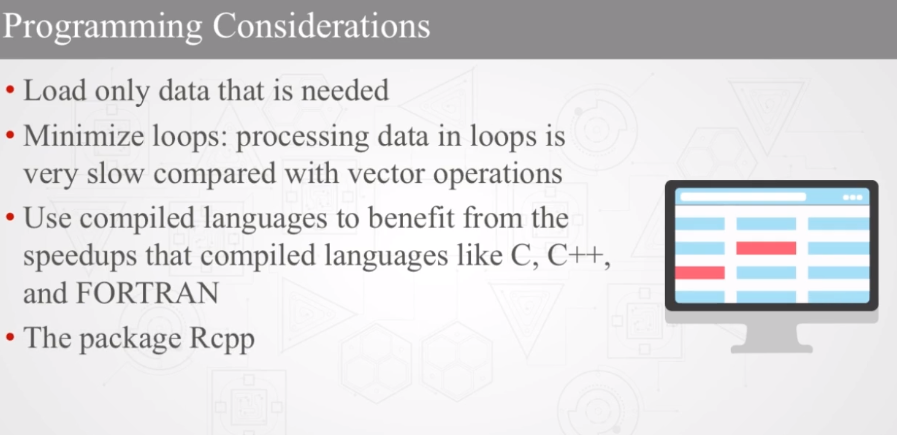 Programming Considerations
• Load only data that is needed
• Minimize loops: processing data in loops is
very slow compared with vector operations
• Use compiled languages to benefit from the
speedups that compiled languages like C, C++,
and FORTRAN
• The package Rcpp